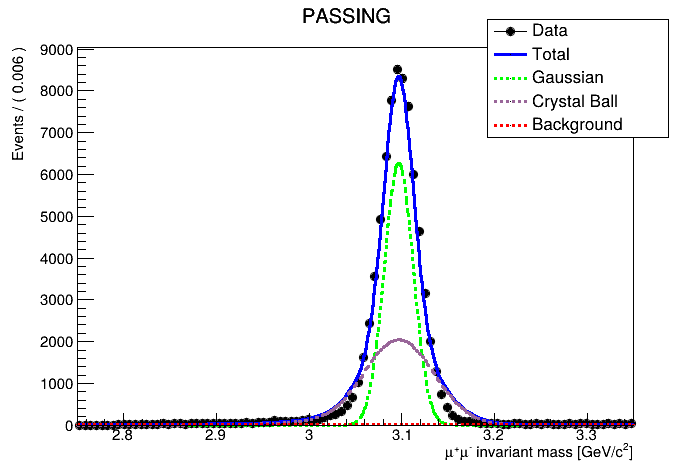 PASSING
Data
Total
Gaussian
Crystal Ball
Background
Events / ( 0.006 )
9000
8000
7000
6000
5000
4000
3000
2000
1000
0
2.8 2.9 3 3.1 3.2 3.3
μ⁺μ⁻ invariant mass [GeV/c²]